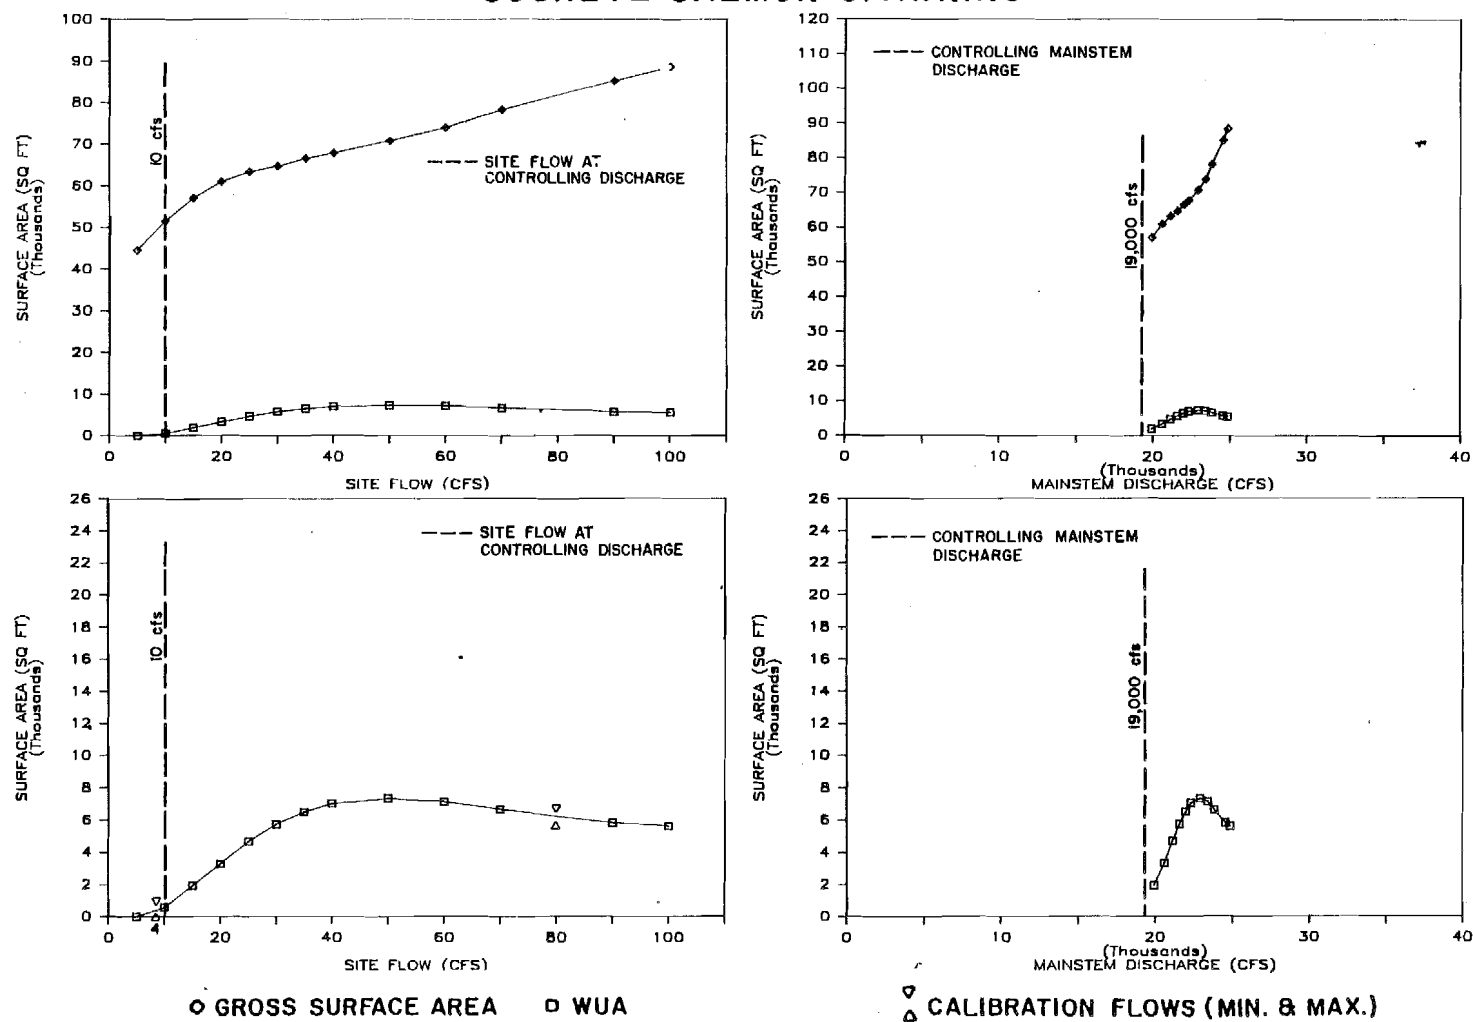 SOCKEYE SALMON SPAWNING
100
90
80
70
60
50
40
30
20
10
0
SURFACE AREA (SQ FT)
(Thousands)
10 cfs
SITE FLOW AT
CONTROLLING DISCHARGE
0 20 40 60 80 100
SITE FLOW (CFS)
120
110
100
90
80
70
60
50
40
30
20
10
0
SURFACE AREA (SQ FT)
(Thousands)
CONTROLLING MAINSTEM
DISCHARGE
19,000 cfs
0 10 20 30 40
(Thousands)
MAINSTEM DISCHARGE (CFS)
26
24
22
20
18
16
14
12
10
8
6
4
2
0
SURFACE AREA (SQ FT)
(Thousands)
10 cfs
SITE FLOW AT
CONTROLLING DISCHARGE
0 20 40 60 80 100
SITE FLOW (CFS)
26
24
22
20
18
16
14
12
10
8
6
4
2
0
SURFACE AREA (SQ FT)
(Thousands)
CONTROLLING MAINSTEM
DISCHARGE
19,000 cfs
0 10 20 30 40
(Thousands)
MAINSTEM DISCHARGE (CFS)
GROSS SURFACE AREA WUA
CALIBRATION FLOWS (MIN. & MAX.)